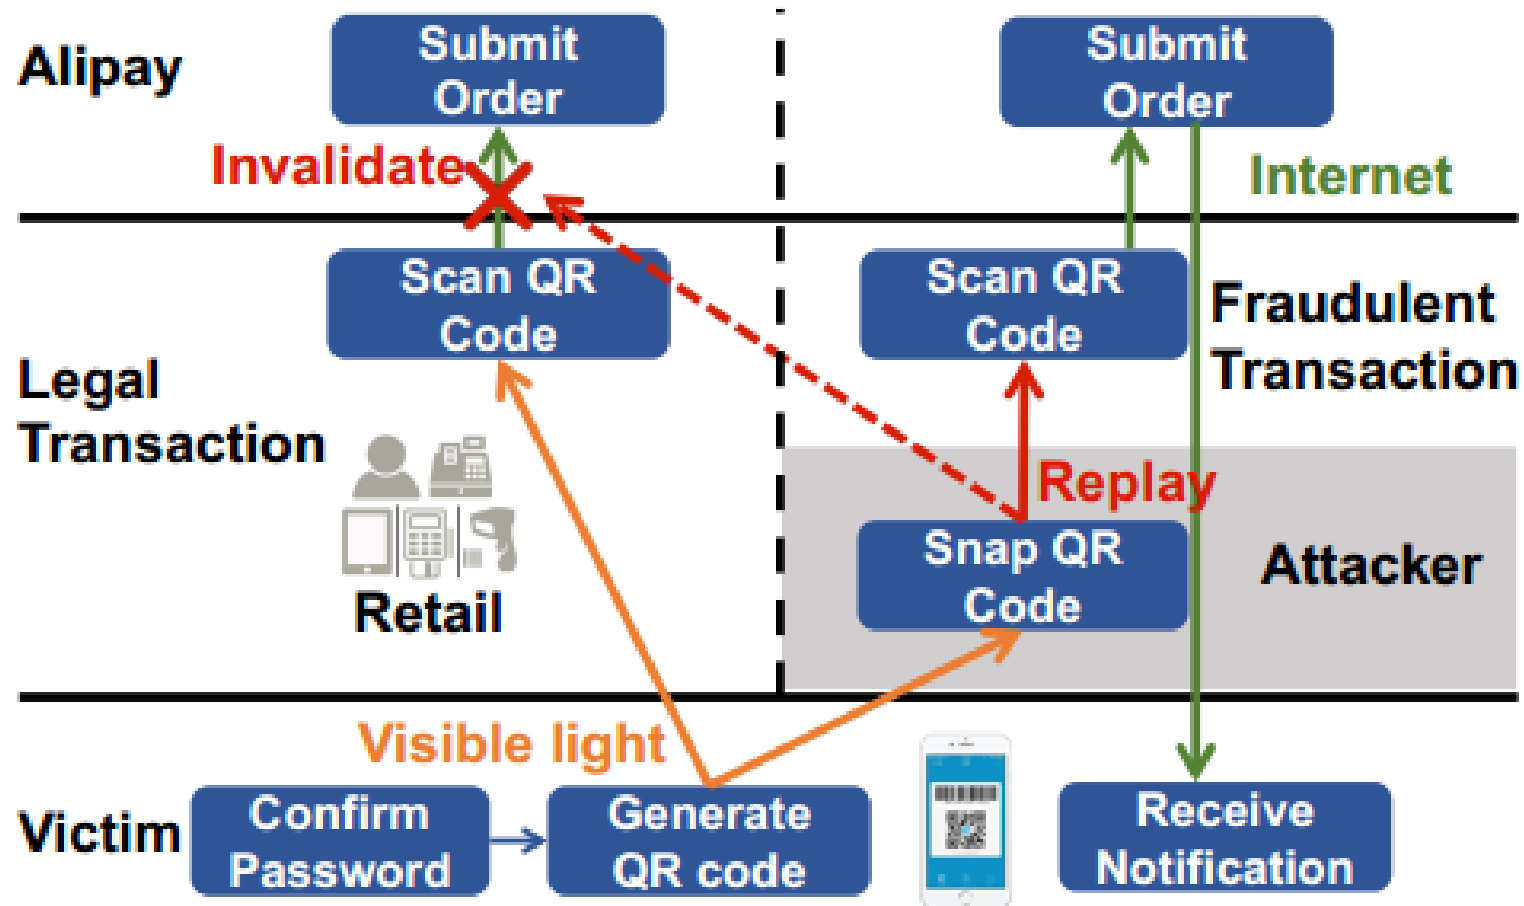 Alipay
Submit
Order
Submit
Order
Invalidate
Internet
Scan QR
Code
Scan QR
Code
Fraudulent
Transaction
Legal
Transaction
Replay
Snap QR
Code
Attacker
Retail
Visible light
Victim
Confirm
Password
Generate
QR code
Receive
Notification